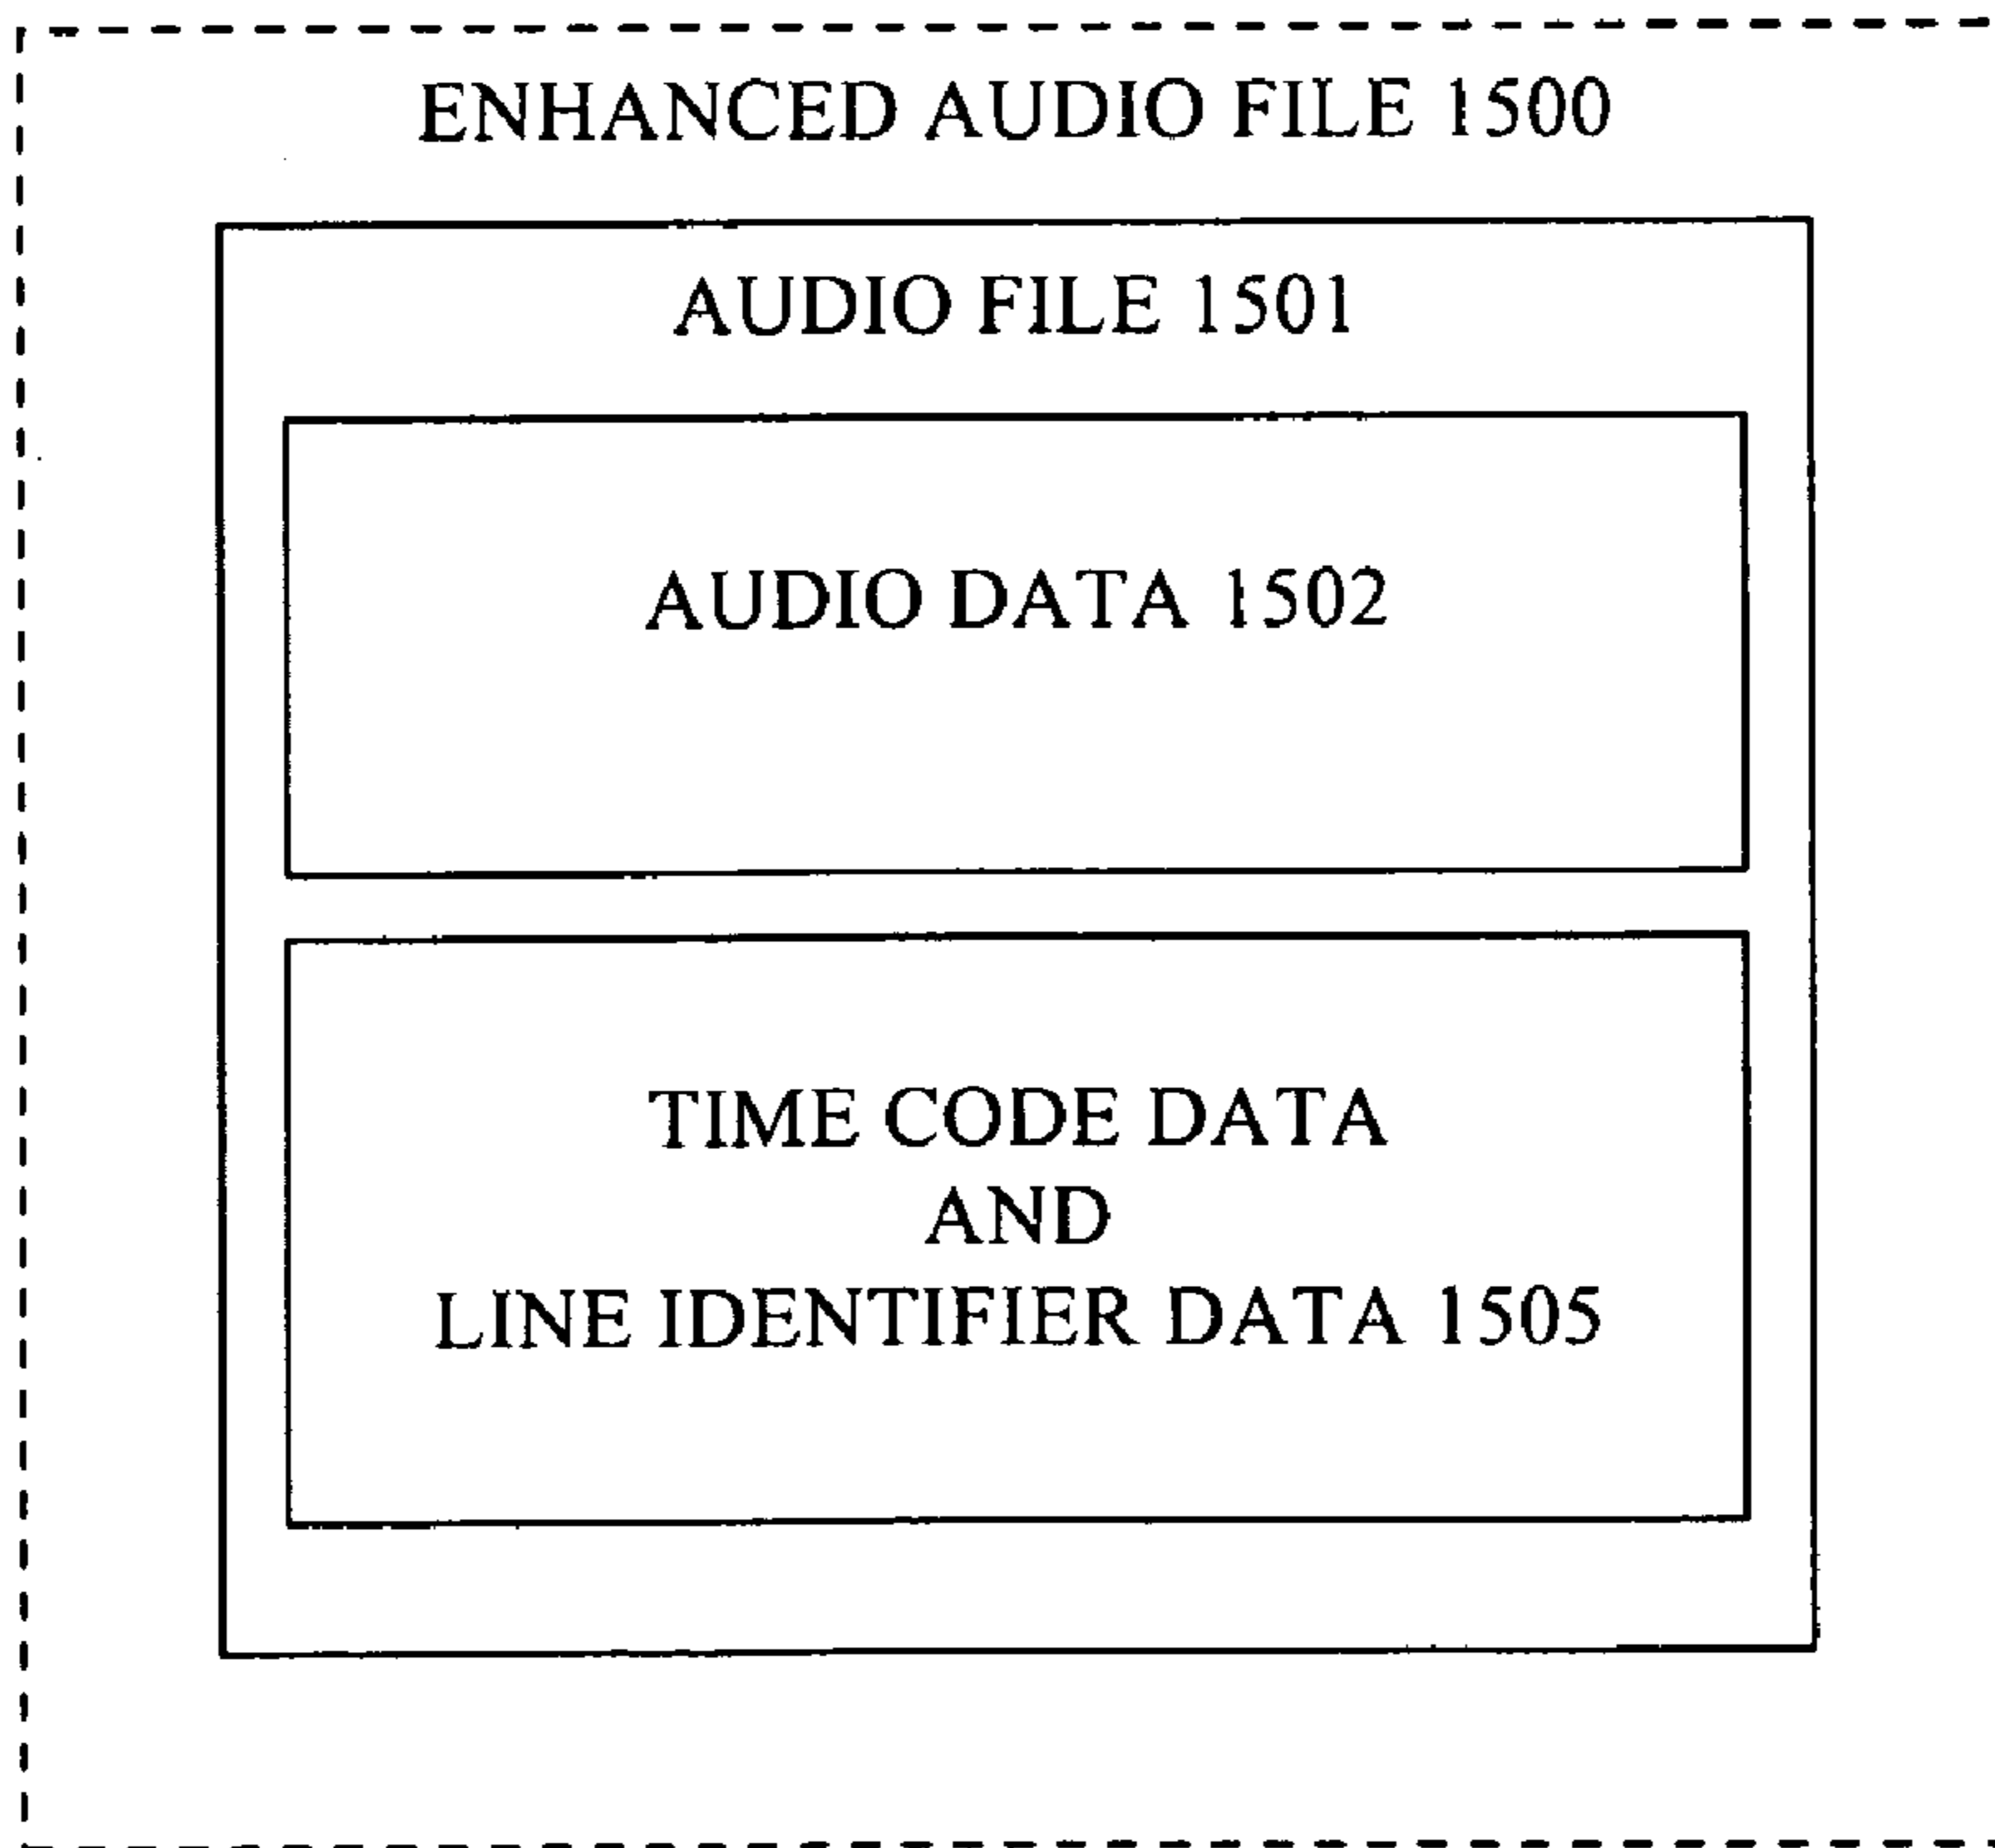 ENHANCED AUDIO FILE 1500
AUDIO FILE 1501
AUDIO DATA 1502
TIME CODE DATA
AND
LINE IDENTIFIER DATA 1505